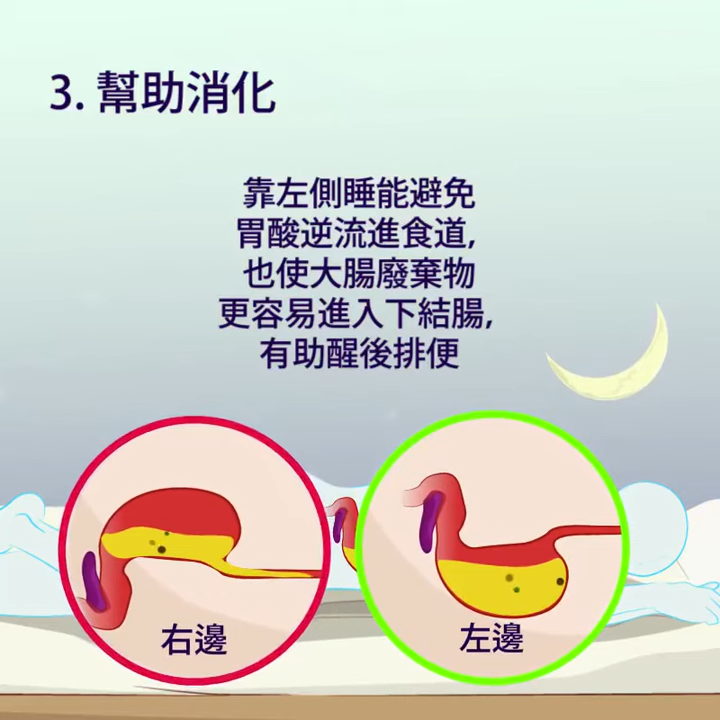 3. 幫助消化
靠左側睡能避免
胃酸逆流進食道,
也使大腸廢棄物
更容易進入下結腸,
有助醒後排便
右邊
左邊